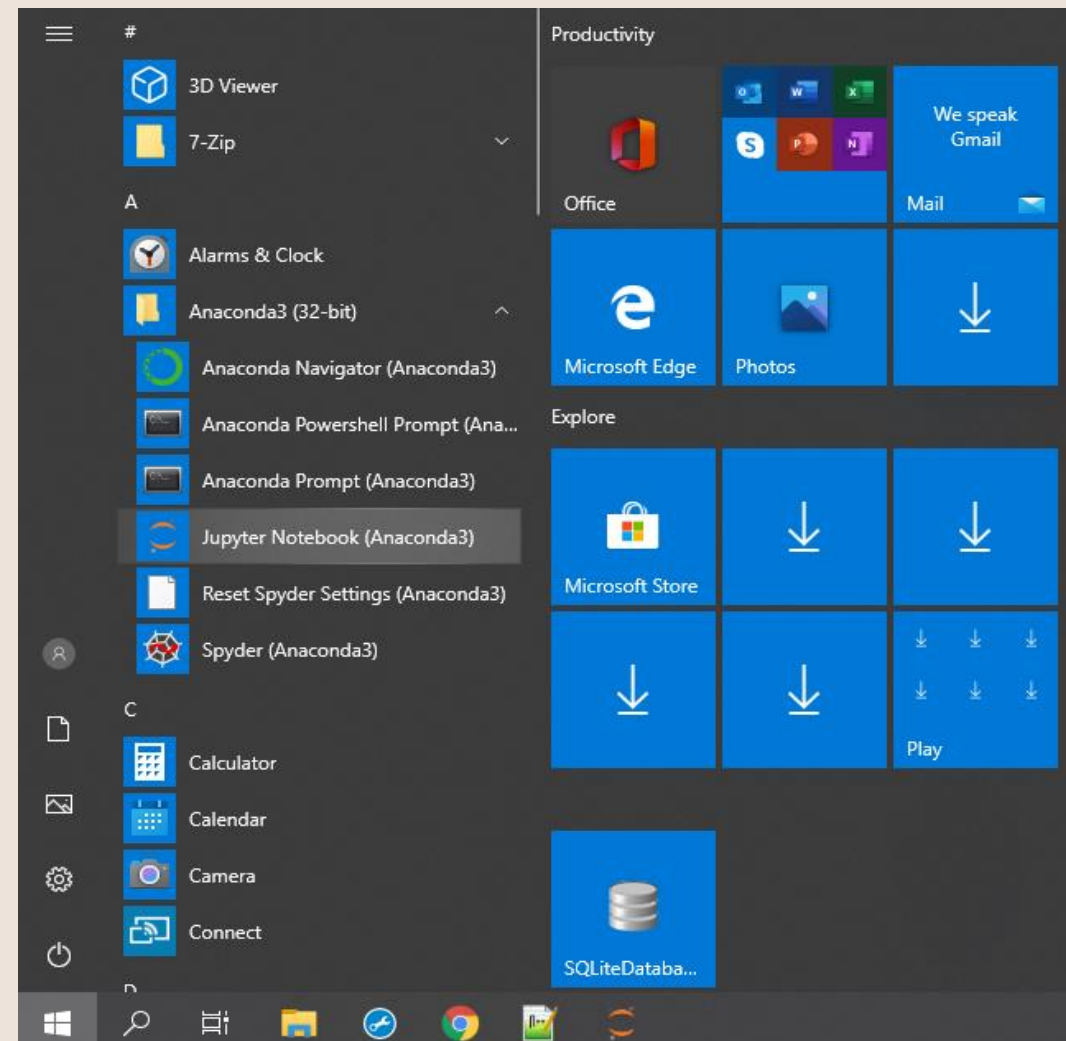 #
3D Viewer
7-Zip
A
Alarms & Clock
Anaconda3 (32-bit)
Anaconda Navigator (Anaconda3)
Anaconda Powershell Prompt (Ana...
Anaconda Prompt (Anaconda3)
Jupyter Notebook (Anaconda3)
Reset Spyder Settings (Anaconda3)
Spyder (Anaconda3)
C
Calculator
Calendar
Camera
Connect
D
Productivity
Office
We speak
Gmail
Mail
Microsoft Edge
Photos
Explore
Microsoft Store
Play
SQLiteDataba...